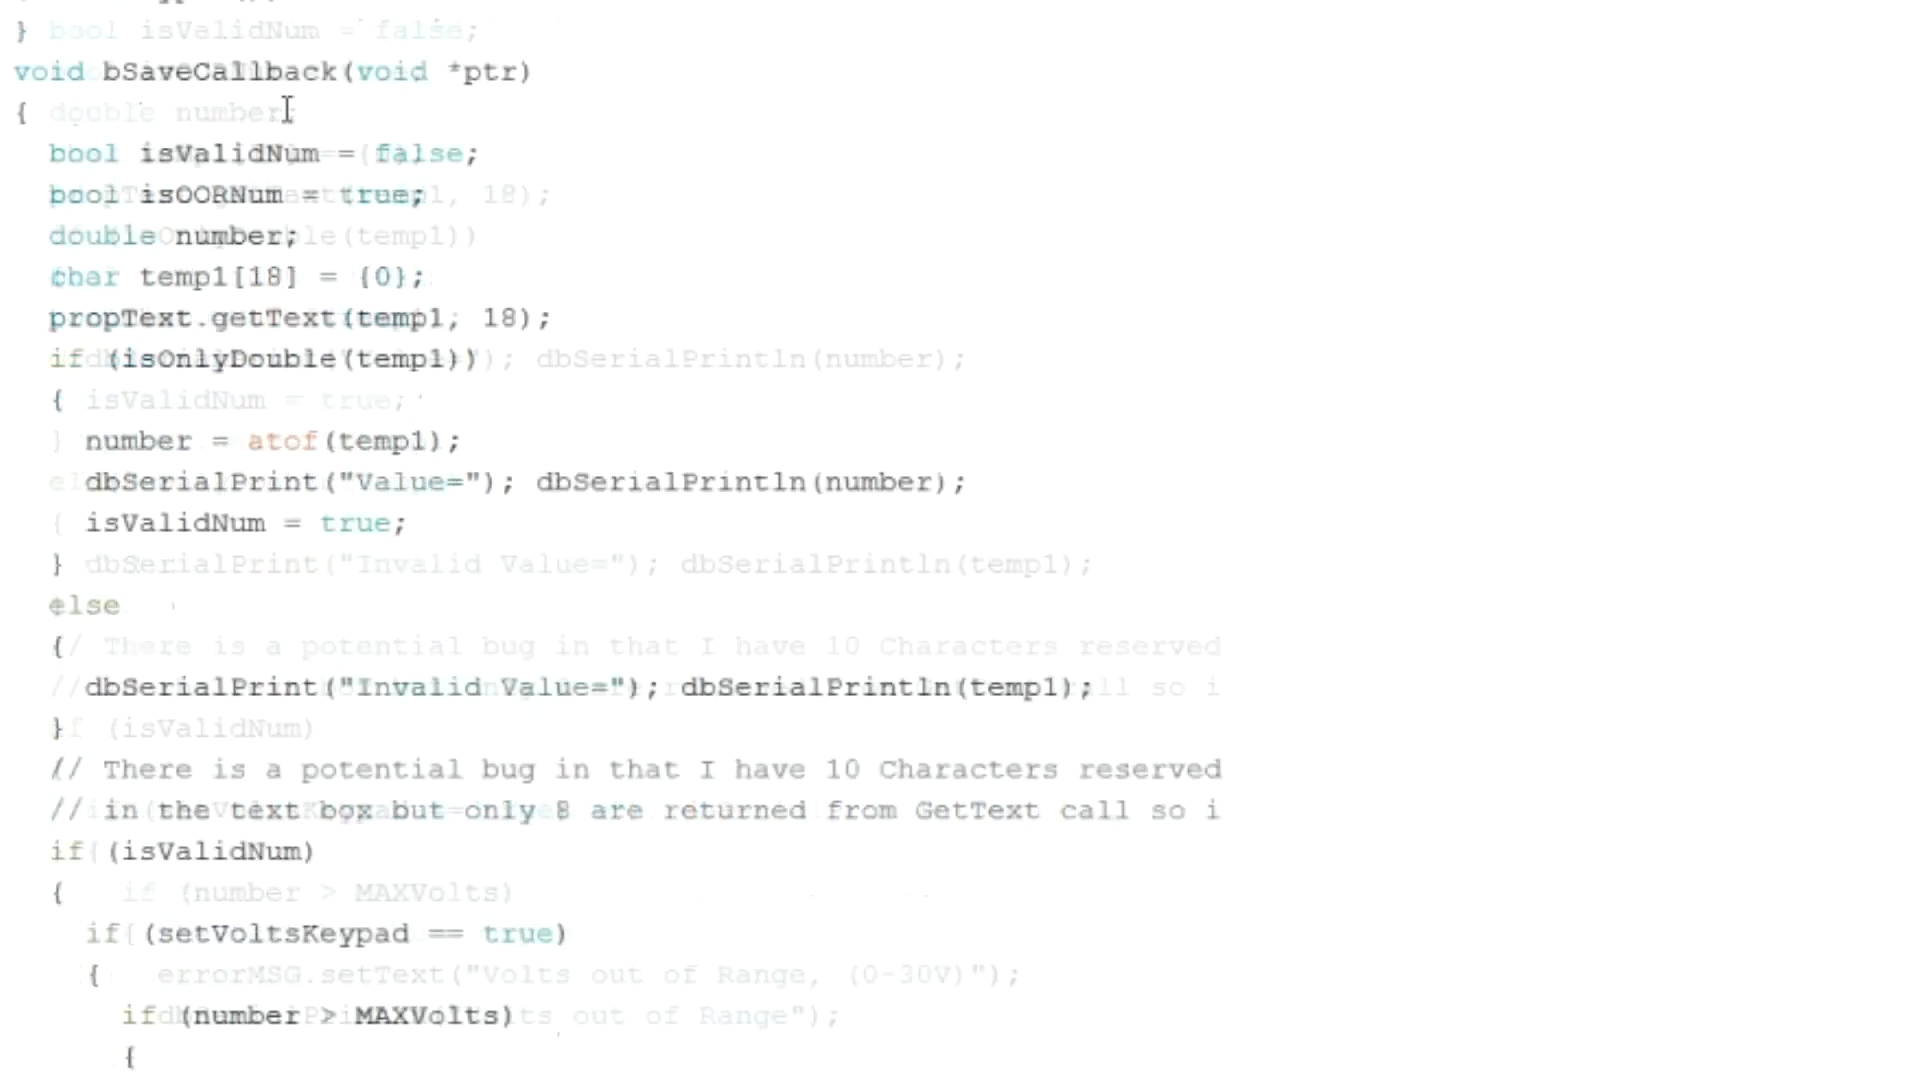 }
void bSaveCallback(void *ptr)
{
bool isValidNum = false;
bool isOORNum = true;
double number;
char temp1[18] = {0};
propText.getText(temp1, 18);
if (isOnlyDouble(temp1))
{
number = atof(temp1);
dbSerialPrint("Value="); dbSerialPrintln(number);
isValidNum = true;
}
else
{
dbSerialPrint("Invalid Value="); dbSerialPrintln(temp1);
}
// There is a potential bug in that I have 10 Characters reserved
// in the text box but only 8 are returned from GetText call so i
if (isValidNum)
{
if (setVoltsKeypad == true)
{
if (number > MAXVolts)
{